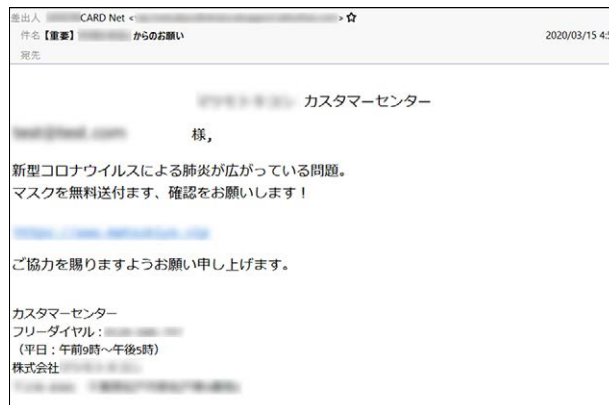 差出人 CARD Net < > ☆
件名 【重要】 からのお願い 2020/03/15 4:5
宛先
カスタマーセンター
様,
新型コロナウイルスによる肺炎が広がっている問題。
マスクを無料送付ます、確認をお願いします！
ご協力を賜りますようお願い申し上げます。
カスタマーセンター
フリーダイヤル：
（平日：午前9時～午後5時）
株式会社